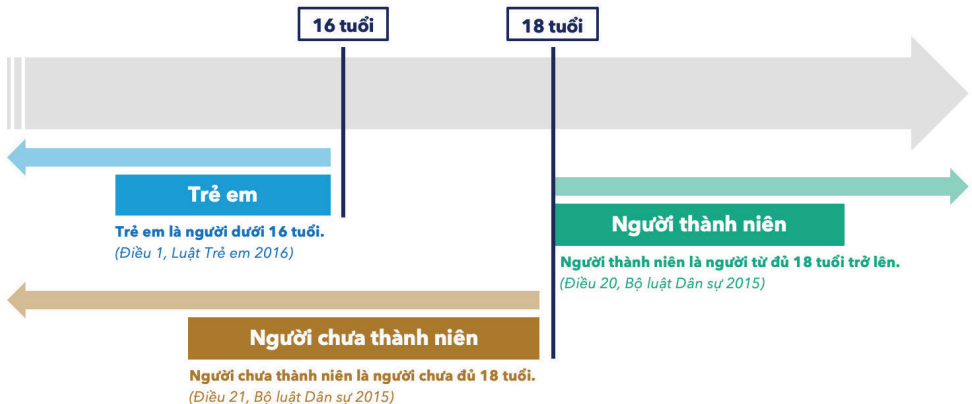 16 tuổi
18 tuổi
Trẻ em
Trẻ em là người dưới 16 tuổi.
(Điều 1, Luật Trẻ em 2016)
Người thành niên
Người thành niên là người từ đủ 18 tuổi trở lên.
(Điều 20, Bộ luật Dân sự 2015)
Người chưa thành niên
Người chưa thành niên là người chưa đủ 18 tuổi.
(Điều 21, Bộ luật Dân sự 2015)